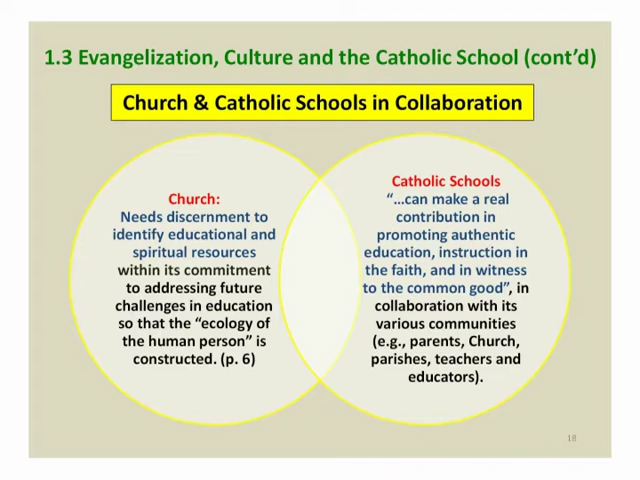 1.3 Evangelization, Culture and the Catholic School (cont’d)
Church & Catholic Schools in Collaboration
Church:
Needs discernment to
identify educational and
spiritual resources
within its commitment
to addressing future
challenges in education
so that the “ecology of
the human person” is
constructed. (p. 6)
Catholic Schools
“…can make a real
contribution in
promoting authentic
education, instruction in
the faith, and in witness
to the common good”, in
collaboration with its
various communities
(e.g., parents, Church,
parishes, teachers and
educators).
18